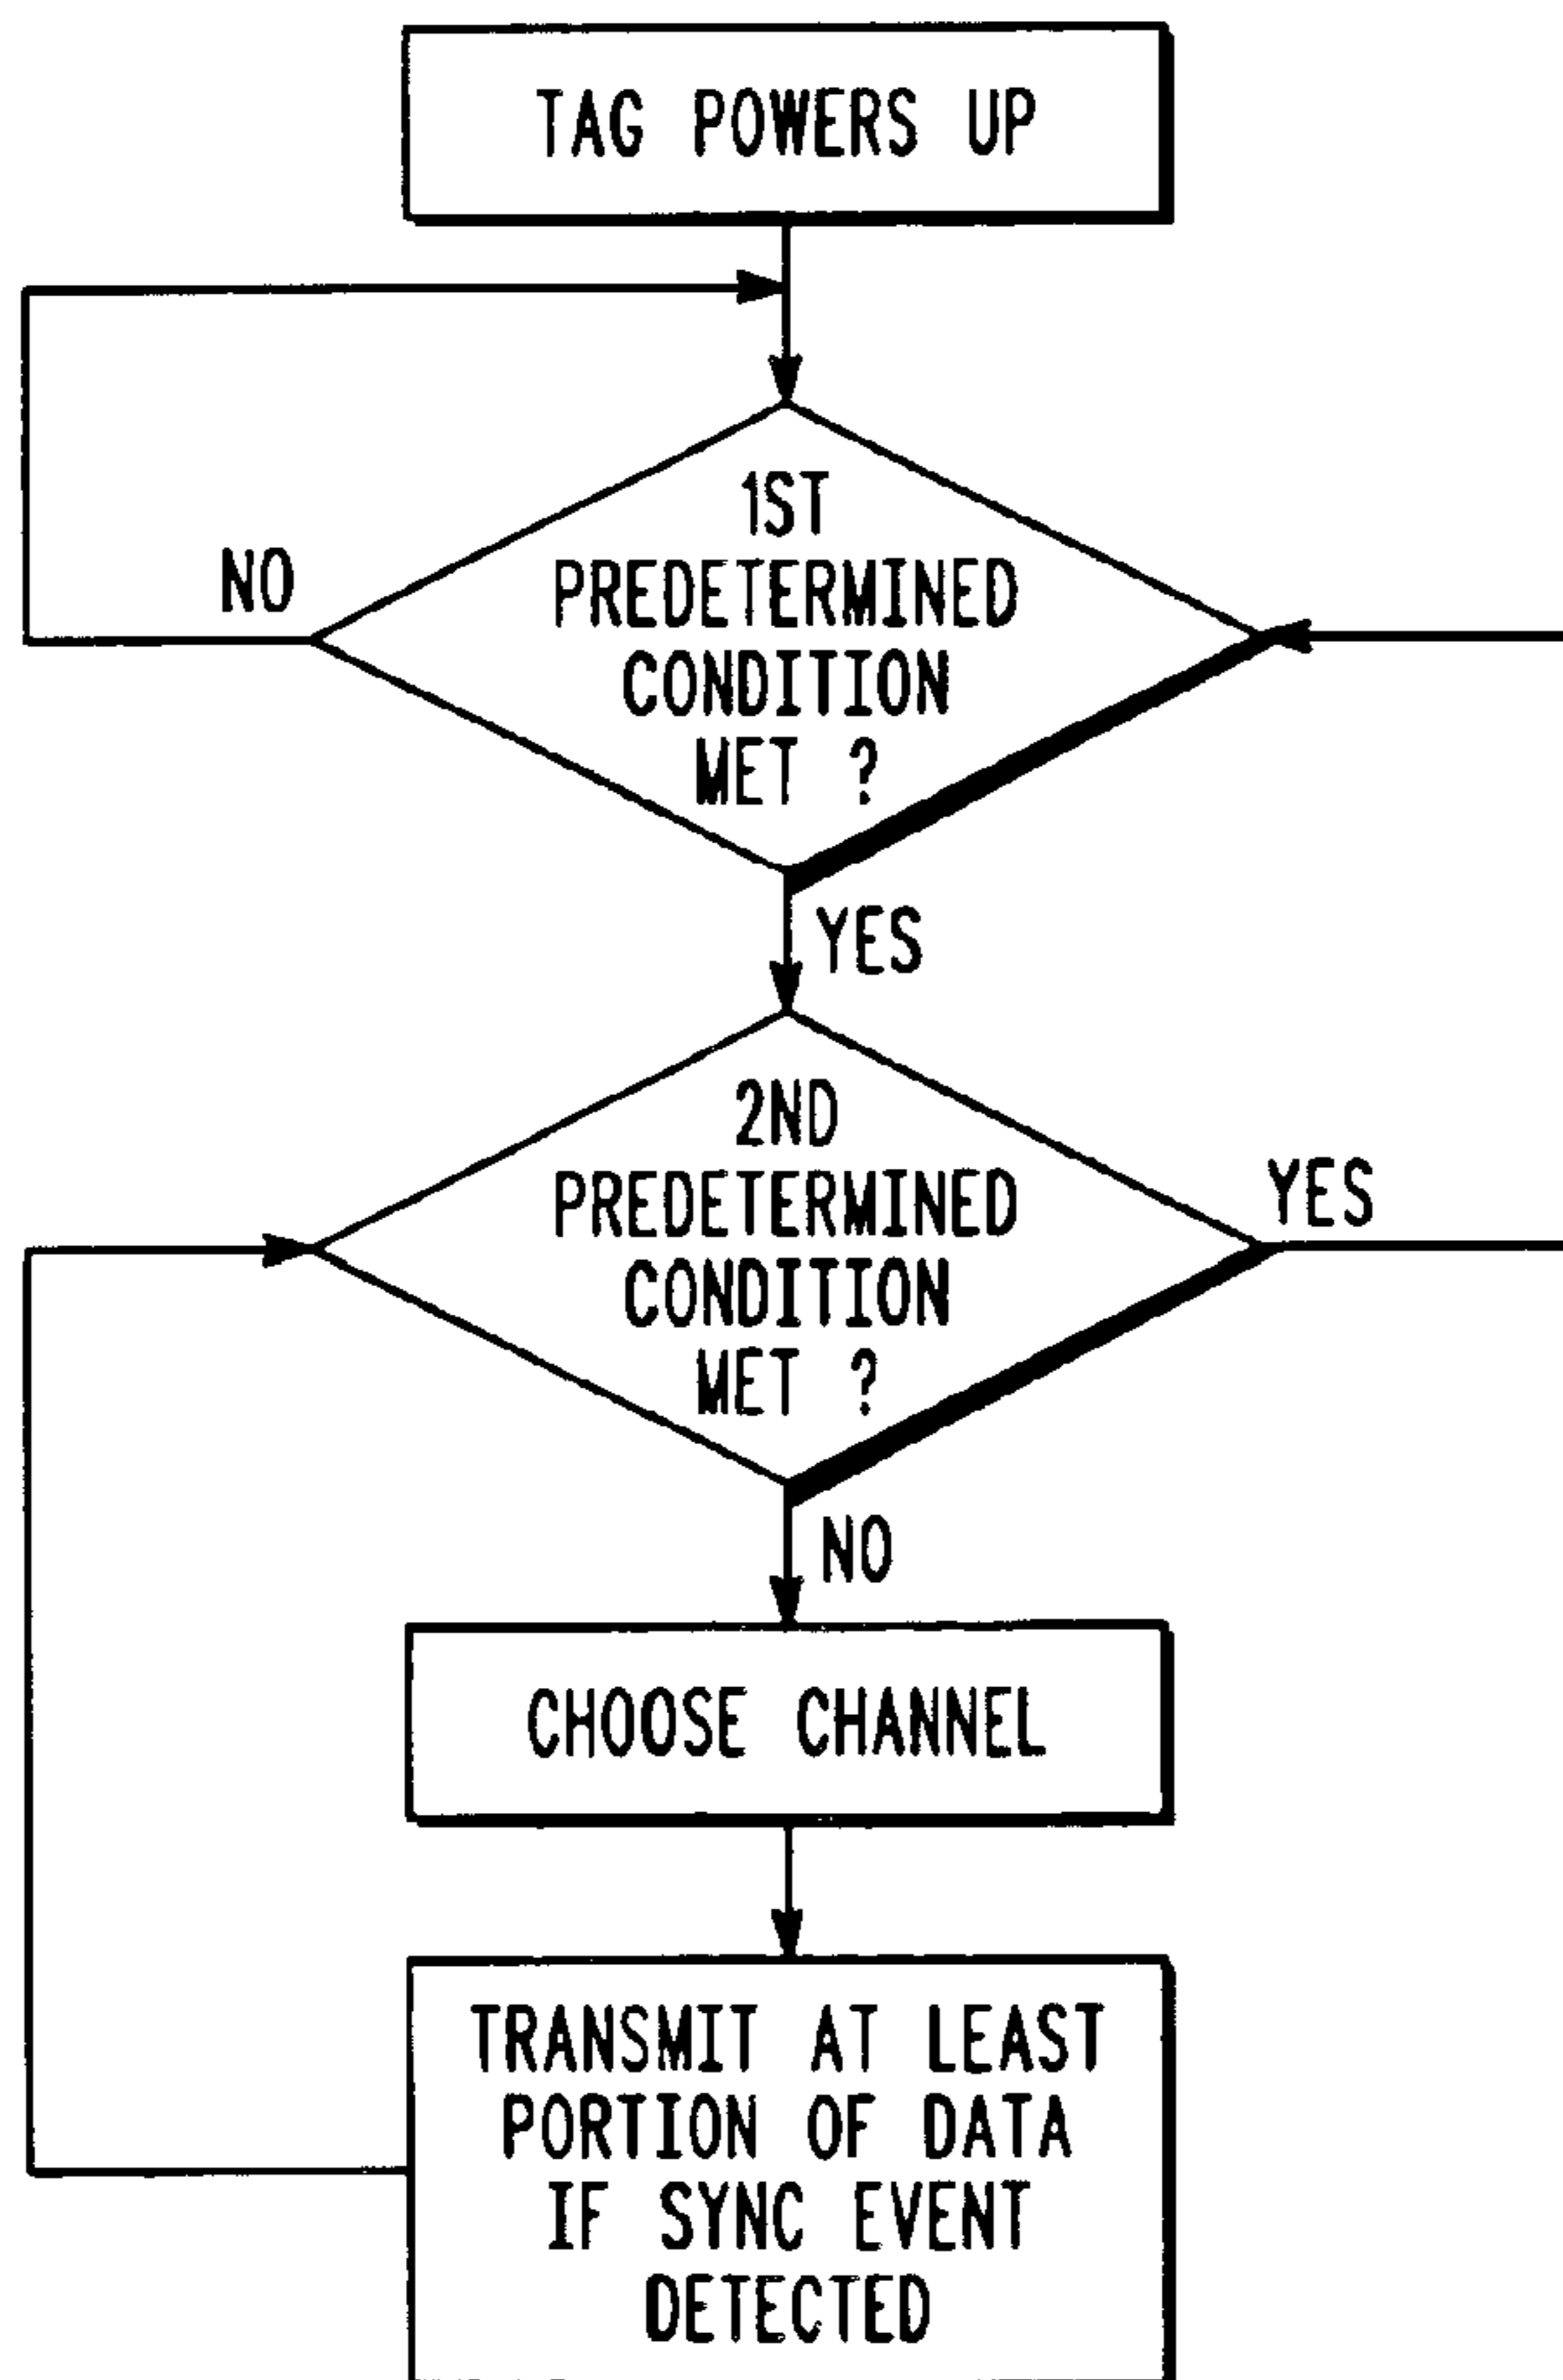 TAG POWERS UP
1ST
PREDETERMINED
CONDITION
MET ?
NO
YES
2ND
PREDETERMINED
CONDITION
MET ?
YES
NO
CHOOSE CHANNEL
TRANSMIT AT LEAST
PORTION OF DATA
IF SYNC EVENT
DETECTED